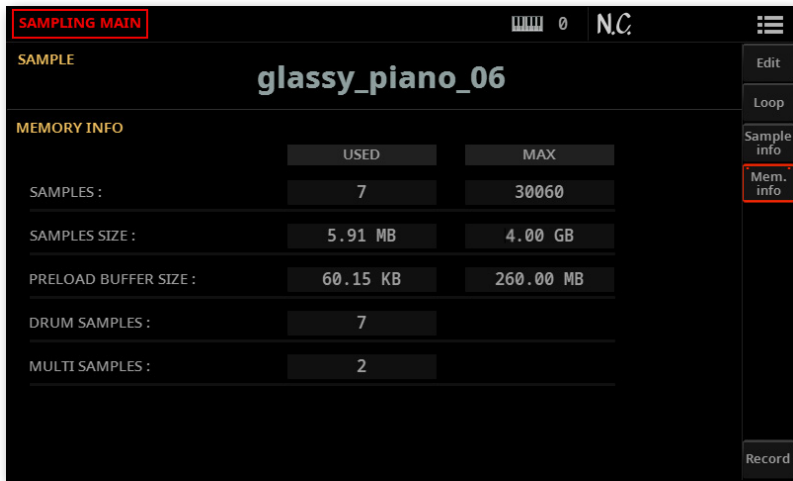 SAMPLING MAIN 0 N.C.
SAMPLE
glassy_piano_06
Edit
Loop
MEMORY INFO
Sample
info
USED MAX
Mem.
info
SAMPLES : 7 30060
SAMPLES SIZE : 5.91 MB 4.00 GB
PRELOAD BUFFER SIZE : 60.15 KB 260.00 MB
DRUM SAMPLES : 7
MULTI SAMPLES : 2
Record